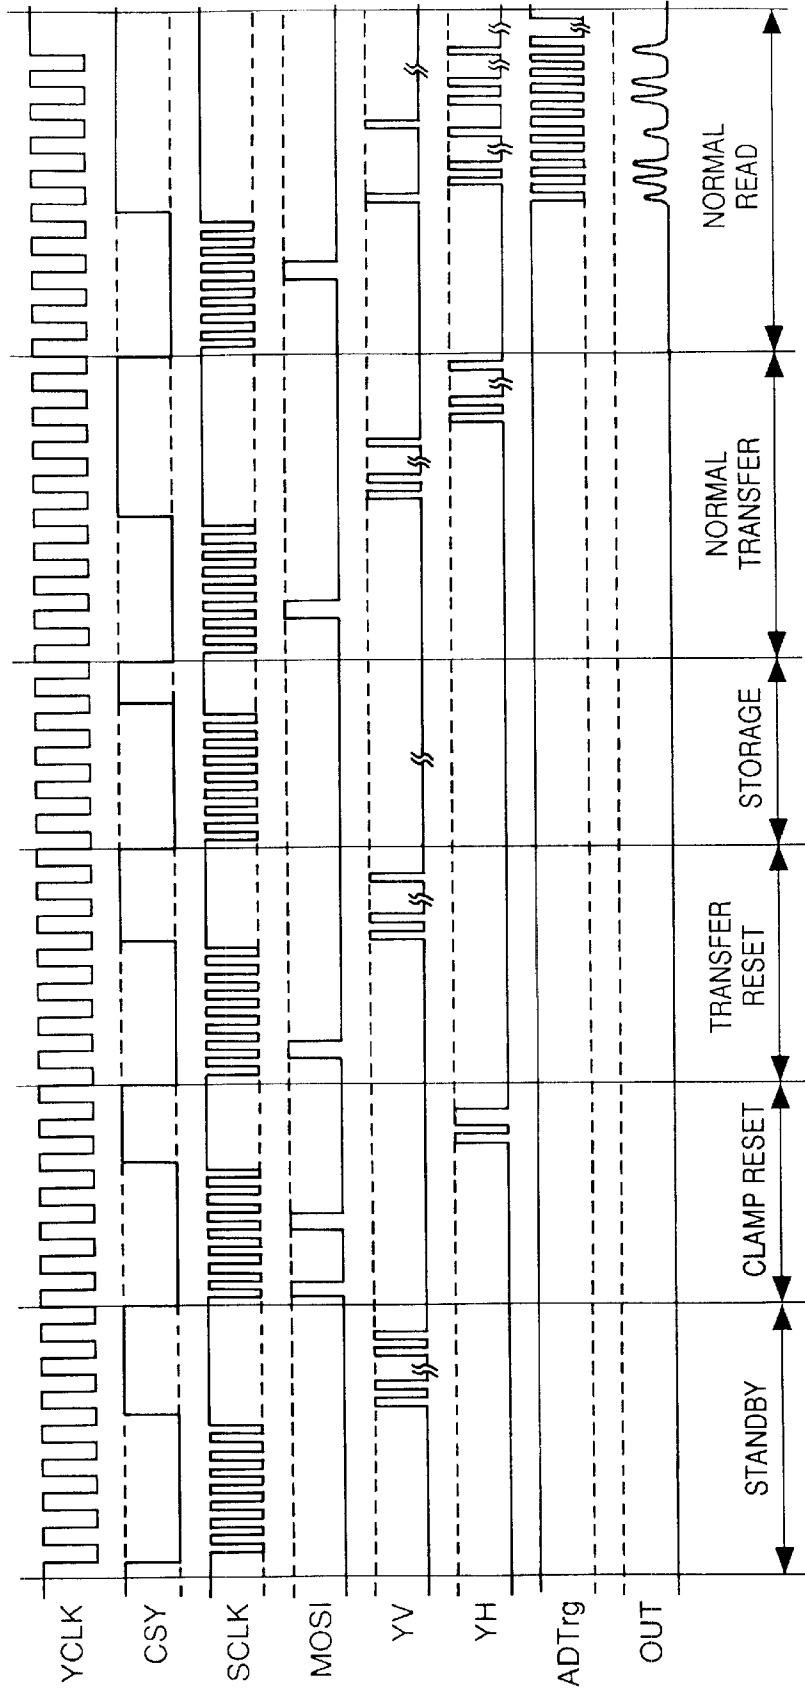 YCLK
CSY
SCLK
MOSI
YV
YH
ADTrg
OUT
STANDBY
CLAMP RESET
TRANSFER
RESET
STORAGE
NORMAL
TRANSFER
NORMAL
READ